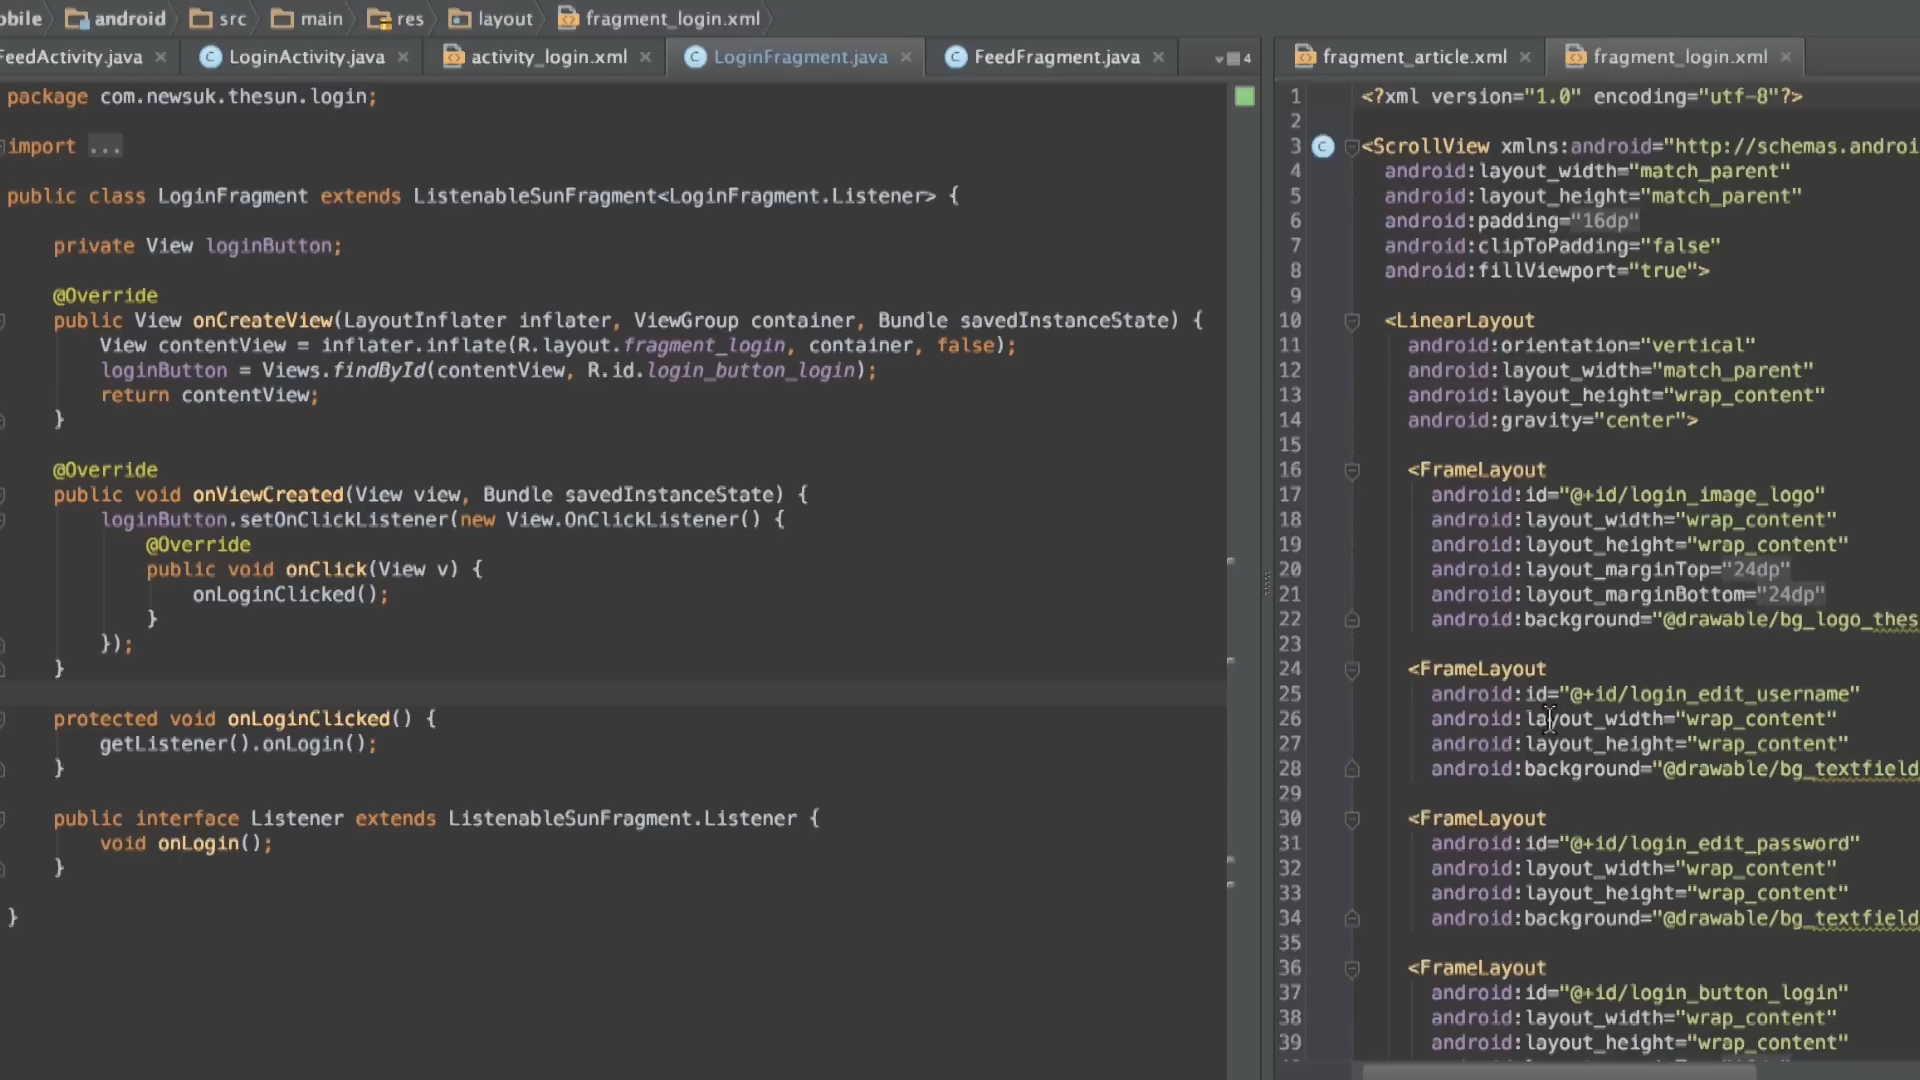 android src main res layout fragment_login.xml
FeedActivity.java LoginActivity.java activity_login.xml LoginFragment.java FeedFragment.java 4
package com.newsuk.thesun.login;
import ...
public class LoginFragment extends ListenableSunFragment<LoginFragment.Listener> {
private View loginButton;
@Override
public View onCreateView(LayoutInflater inflater, ViewGroup container, Bundle savedInstanceState) {
View contentView = inflater.inflate(R.layout.fragment_login, container, false);
loginButton = Views.findById(contentView, R.id.login_button_login);
return contentView;
}
@Override
public void onViewCreated(View view, Bundle savedInstanceState) {
loginButton.setOnClickListener(new View.OnClickListener() {
@Override
public void onClick(View v) {
onLoginClicked();
}
});
}
protected void onLoginClicked() {
getListener().onLogin();
}
public interface Listener extends ListenableSunFragment.Listener {
void onLogin();
}
}
fragment_article.xml fragment_login.xml
1 <?xml version="1.0" encoding="utf-8"?>
2
3 <ScrollView xmlns:android="http://schemas.androi
4 android:layout_width="match_parent"
5 android:layout_height="match_parent"
6 android:padding="16dp"
7 android:clipToPadding="false"
8 android:fillViewport="true">
9
10 <LinearLayout
11 android:orientation="vertical"
12 android:layout_width="match_parent"
13 android:layout_height="wrap_content"
14 android:gravity="center">
15
16 <FrameLayout
17 android:id="@+id/login_image_logo"
18 android:layout_width="wrap_content"
19 android:layout_height="wrap_content"
20 android:layout_marginTop="24dp"
21 android:layout_marginBottom="24dp"
22 android:background="@drawable/bg_logo_thes
23
24 <FrameLayout
25 android:id="@+id/login_edit_username"
26 android:layout_width="wrap_content"
27 android:layout_height="wrap_content"
28 android:background="@drawable/bg_textfield
29
30 <FrameLayout
31 android:id="@+id/login_edit_password"
32 android:layout_width="wrap_content"
33 android:layout_height="wrap_content"
34 android:background="@drawable/bg_textfield
35
36 <FrameLayout
37 android:id="@+id/login_button_login"
38 android:layout_width="wrap_content"
39 android:layout_height="wrap_content"